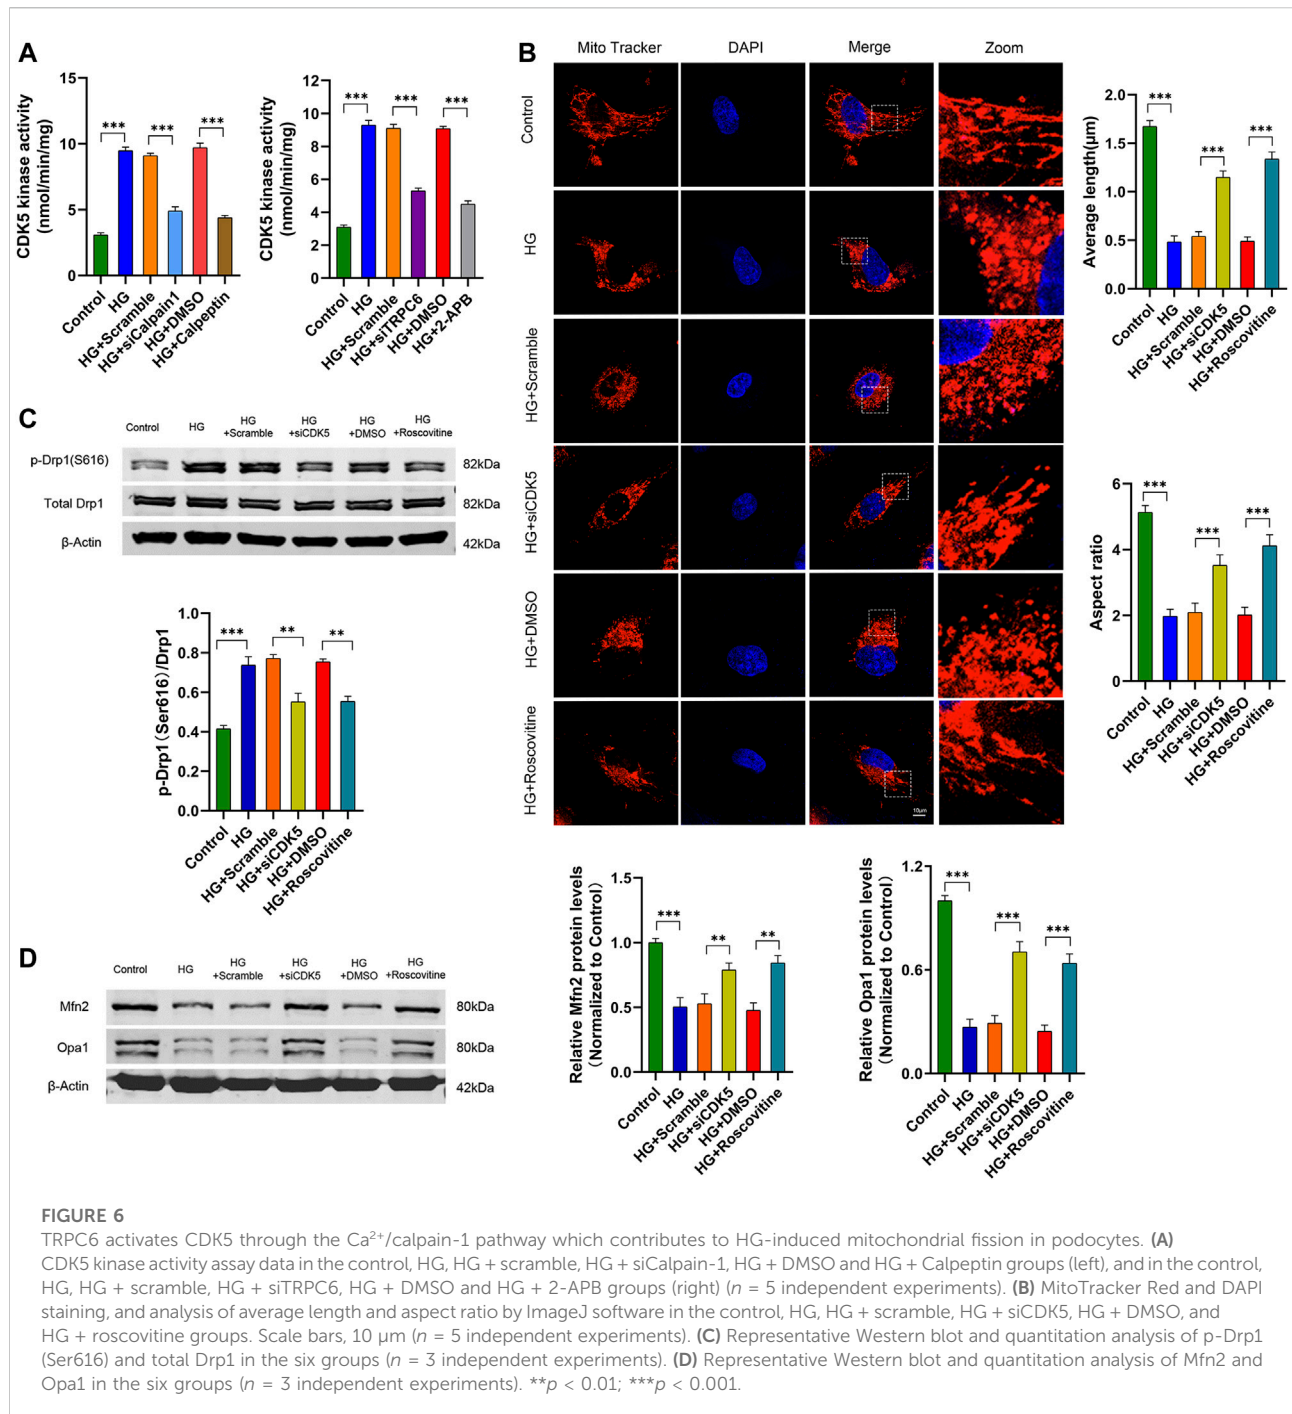 A
CDK5 kinase activity
(nmol/min/mg)
15
10
5
0
***
***
***
Control
HG
HG+Scramble
HG+siCalpain1
HG+DMSO
HG+Calpeptin
CDK5 kinase activity
(nmol/min/mg)
12
10
8
6
4
2
0
***
***
***
Control
HG
HG+Scramble
HG+siTRPC6
HG+DMSO
HG+2-APB
B
Mito Tracker
DAPI
Merge
Zoom
Control
HG
HG+Scramble
HG+siCDK5
HG+DMSO
HG+Roscovitine
10μm
Average length(μm)
2.0
1.5
1.0
0.5
0.0
***
***
***
Control
HG
HG+Scramble
HG+siCDK5
HG+DMSO
HG+Roscovitine
Aspect ratio
6
4
2
0
***
***
***
Control
HG
HG+Scramble
HG+siCDK5
HG+DMSO
HG+Roscovitine
C
Control
HG
HG
+Scramble
HG
+siCDK5
HG
+DMSO
HG
+Roscovitine
p-Drp1(S616)
82kDa
Total Drp1
82kDa
β-Actin
42kDa
p-Drp1（Ser616）/Drp1
1.0
0.8
0.6
0.4
0.2
0.0
***
**
**
Control
HG
HG+Scramble
HG+siCDK5
HG+DMSO
HG+Roscovitine
D
Control
HG
HG
+Scramble
HG
+siCDK5
HG
+DMSO
HG
+Roscovitine
Mfn2
80kDa
Opa1
80kDa
β-Actin
42kDa
Relative Mfn2 protein levels
（Normalized to Control）
1.5
1.0
0.5
0.0
***
**
**
Control
HG
HG+Scramble
HG+siCDK5
HG+DMSO
HG+Roscovitine
Relative Opa1 protein levels
（Normalized to Control）
1.2
0.9
0.6
0.3
0.0
***
***
***
Control
HG
HG+Scramble
HG+siCDK5
HG+DMSO
HG+Roscovitine
FIGURE 6
TRPC6 activates CDK5 through the Ca²⁺/calpain-1 pathway which contributes to HG-induced mitochondrial fission in podocytes. (A)
CDK5 kinase activity assay data in the control, HG, HG + scramble, HG + siCalpain-1, HG + DMSO and HG + Calpeptin groups (left), and in the control,
HG, HG + scramble, HG + siTRPC6, HG + DMSO and HG + 2-APB groups (right) (n = 5 independent experiments). (B) MitoTracker Red and DAPI
staining, and analysis of average length and aspect ratio by ImageJ software in the control, HG, HG + scramble, HG + siCDK5, HG + DMSO, and
HG + roscovitine groups. Scale bars, 10 μm (n = 5 independent experiments). (C) Representative Western blot and quantitation analysis of p-Drp1
(Ser616) and total Drp1 in the six groups (n = 3 independent experiments). (D) Representative Western blot and quantitation analysis of Mfn2 and
Opa1 in the six groups (n = 3 independent experiments). **p < 0.01; ***p < 0.001.